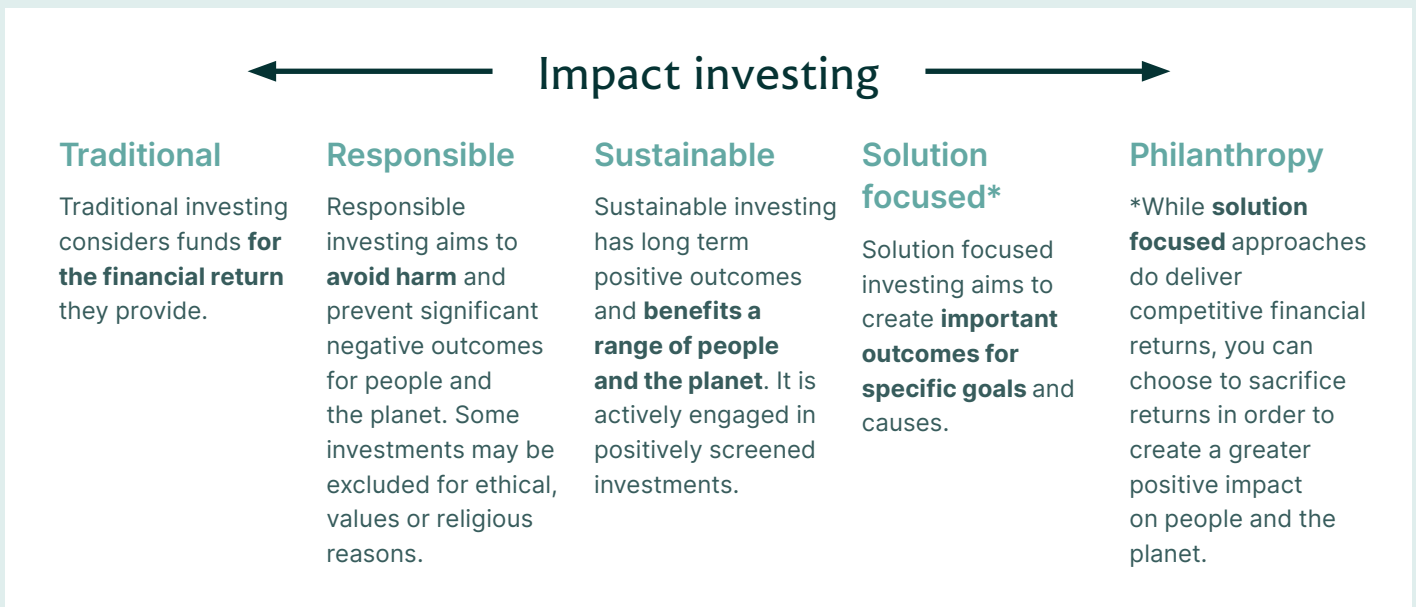 Impact investing
Traditional
Traditional investing
considers funds for
the financial return
they provide.
Responsible
Responsible
investing aims to
avoid harm and
prevent significant
negative outcomes
for people and
the planet. Some
investments may be
excluded for ethical,
values or religious
reasons.
Sustainable
Sustainable investing
has long term
positive outcomes
and benefits a
range of people
and the planet. It is
actively engaged in
positively screened
investments.
Solution
focused*
Solution focused
investing aims to
create important
outcomes for
specific goals and
causes.
Philanthropy
*While solution
focused approaches
do deliver
competitive financial
returns, you can
choose to sacrifice
returns in order to
create a greater
positive impact
on people and the
planet.